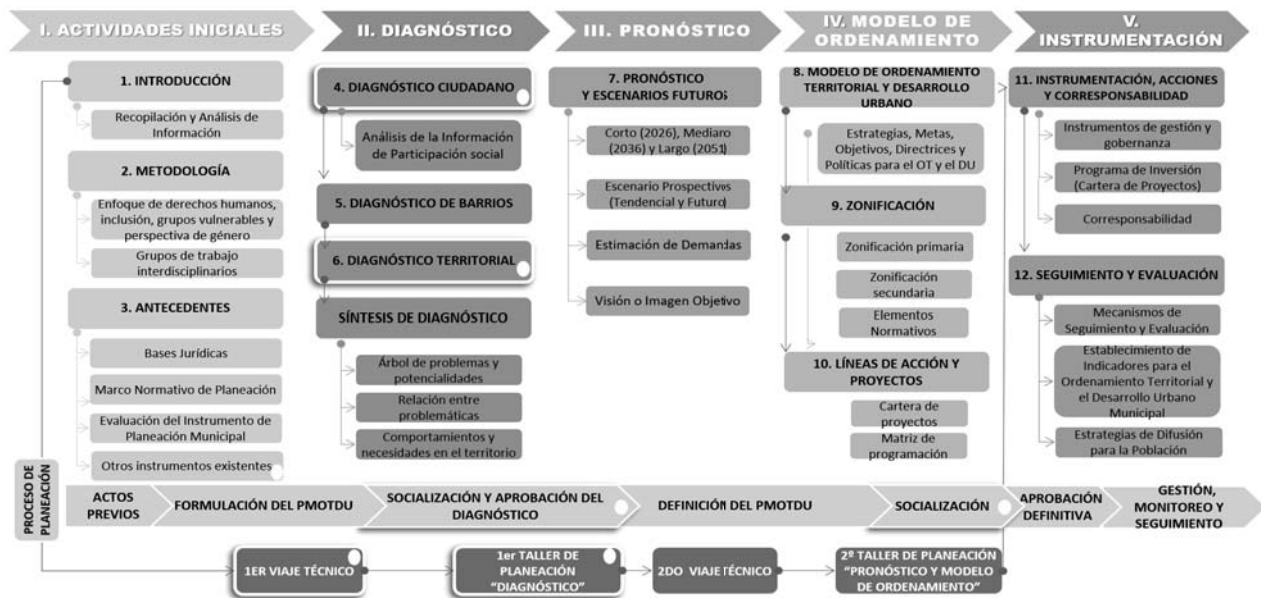 I. ACTIVIDADES INICIALES
1. INTRODUCCIÓN
Recopilación y Análisis de
Información
2. METODOLOGÍA
Enfoque de derechos humanos,
inclusión, grupos vulnerables y
perspectiva de género
Grupos de trabajo
interdisciplinarios
3. ANTECEDENTES
Bases Jurídicas
Marco Normativo de Planeación
Evaluación del Instrumento de
Planeación Municipal
Otros instrumentos existentes
II. DIAGNÓSTICO
4. DIAGNÓSTICO CIUDADANO
Análisis de la Información
de Participación social
5. DIAGNÓSTICO DE BARRIOS
6. DIAGNÓSTICO TERRITORIAL
SÍNTESIS DE DIAGNÓSTICO
Árbol de problemas y
potencialidades
Relación entre
problemáticas
Comportamientos y
necesidades en el territorio
III. PRONÓSTICO
7. PRONÓSTICO
Y ESCENARIOS FUTUROS
Corto (2026), Mediano
(2036) y Largo (2051)
Escenario Prospectivos
(Tendencial y Futuro)
Estimación de Demandas
Visión o Imagen Objetivo
IV. MODELO DE
ORDENAMIENTO
8. MODELO DE ORDENAMIENTO
TERRITORIAL Y DESARROLLO
URBANO
Estrategias, Metas,
Objetivos, Directrices y
Políticas para el OT y el DU
9. ZONIFICACIÓN
Zonificación primaria
Zonificación
secundaria
Elementos
Normativos
10. LÍNEAS DE ACCIÓN Y
PROYECTOS
Cartera de
proyectos
Matriz de
programación
V.
INSTRUMENTACIÓN
11. INSTRUMENTACIÓN, ACCIONES
Y CORRESPONSABILIDAD
Instrumentos de gestión y
gobernanza
Programa de Inversión
(Cartera de Proyectos)
Corresponsabilidad
12. SEGUIMIENTO Y EVALUACIÓN
Mecanismos de
Seguimiento y Evaluación
Establecimiento de
Indicadores para el
Ordenamiento Territorial y
el Desarrollo Urbano
Municipal
Estrategias de Difusión
para la Población
PROCESO DE
PLANEACIÓN
ACTOS
PREVIOS
FORMULACIÓN DEL PMOTDU
SOCIALIZACIÓN Y APROBACIÓN DEL
DIAGNÓSTICO
DEFINICIÓN DEL PMOTDU
SOCIALIZACIÓN
APROBACIÓN
DEFINITIVA
GESTIÓN,
MONITOREO Y
SEGUIMIENTO
1ER VIAJE TÉCNICO
1er TALLER DE
PLANEACIÓN
"DIAGNÓSTICO"
2DO VIAJE TÉCNICO
2º TALLER DE PLANEACIÓN
"PRONÓSTICO Y MODELO
DE ORDENAMIENTO"